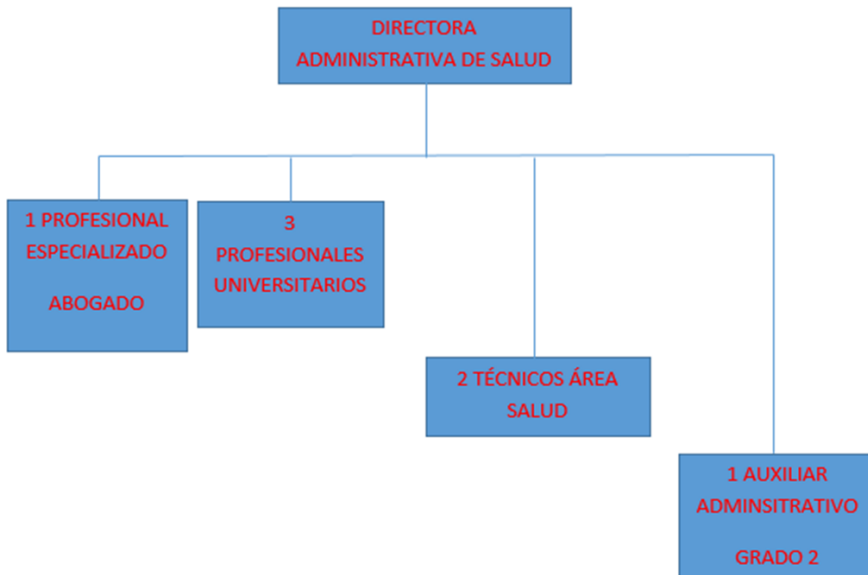 DIRECTORA
ADMINISTRATIVA DE SALUD
1 PROFESIONAL
ESPECIALIZADO
ABOGADO
3
PROFESIONALES
UNIVERSITARIOS
2 TÉCNICOS ÁREA
SALUD
1 AUXILIAR
ADMINSITRATIVO
GRADO 2